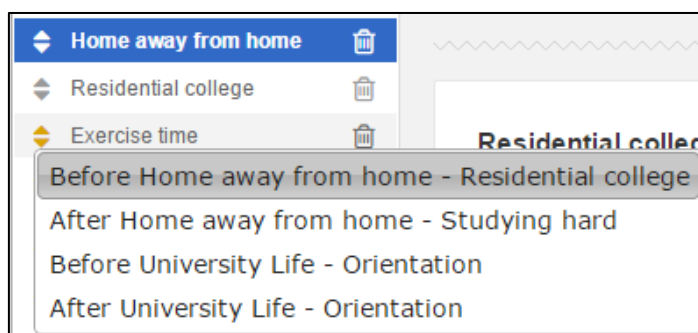 Home away from home
Residential college
Exercise time
Residential
Before Home away from home - Residential college
After Home away from home - Studying hard
Before University Life - Orientation
After University Life - Orientation